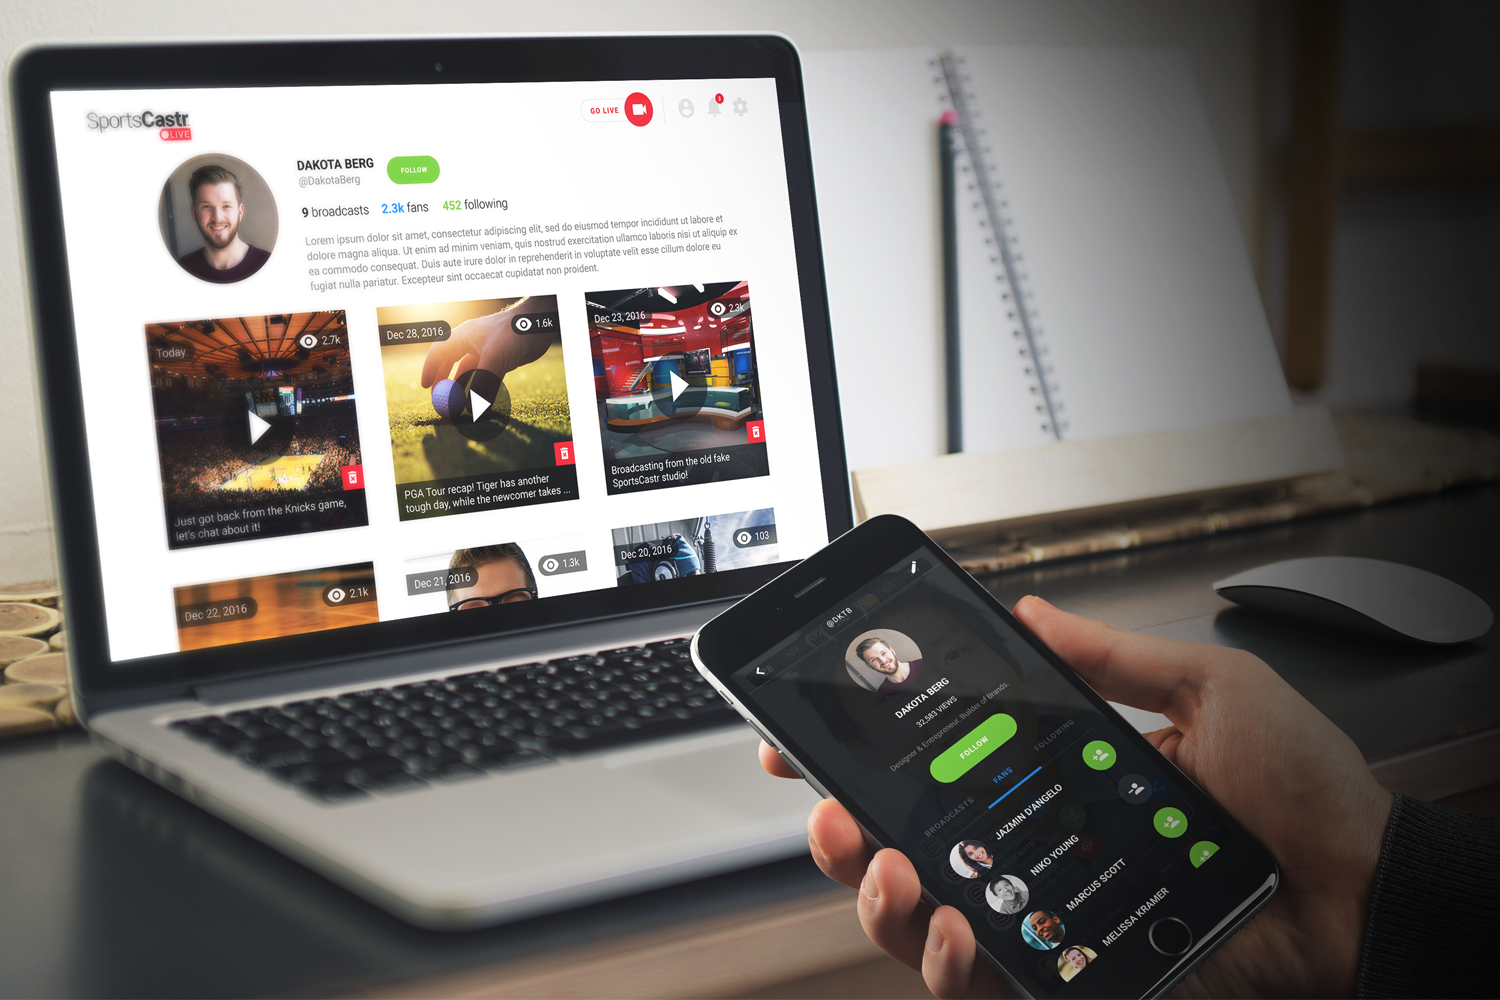 SportsCastr
LIVE
GO LIVE
3
DAKOTA BERG
FOLLOW
@DakotaBerg
9 broadcasts 2.3k fans 452 following
Lorem ipsum dolor sit amet, consectetur adipiscing elit, sed do eiusmod tempor incididunt ut labore et
dolore magna aliqua. Ut enim ad minim veniam, quis nostrud exercitation ullamco laboris nisi ut aliquip ex
ea commodo consequat. Duis aute irure dolor in reprehenderit in voluptate velit esse cillum dolore eu
fugiat nulla pariatur. Excepteur sint occaecat cupidatat non proident.
Today
2.7k
Just got back from the Knicks game,
let's chat about it!
Dec 28, 2016
1.6k
PGA Tour recap! Tiger has another
tough day, while the newcomer takes ...
Dec 23, 2016
2.3k
Broadcasting from the old fake
SportsCastr studio!
Dec 22, 2016
2.1k
Dec 21, 2016
1.3k
Dec 20, 2016
103
@DKTB
DAKOTA BERG
32,583 VIEWS
Designer & Entrepreneur. Builder of Brands.
FOLLOW
BROADCASTS FANS FOLLOWING
JAZMIN D'ANGELO
NIKO YOUNG
MARCUS SCOTT
MELISSA KRAMER